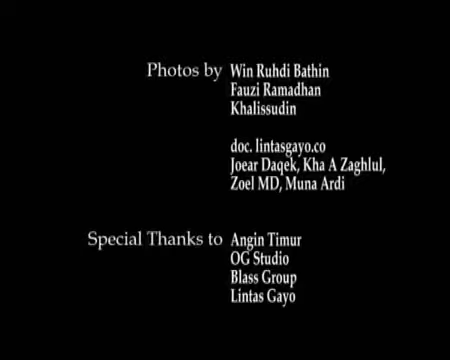 Photos by Win Ruhdi Bathin
Fauzi Ramadhan
Khalissudin
doc. lintasgayo.co
Joear Daqek, Kha A Zaghlul,
Zoel MD, Muna Ardi
Special Thanks to Angin Timur
OG Studio
Blass Group
Lintas Gayo